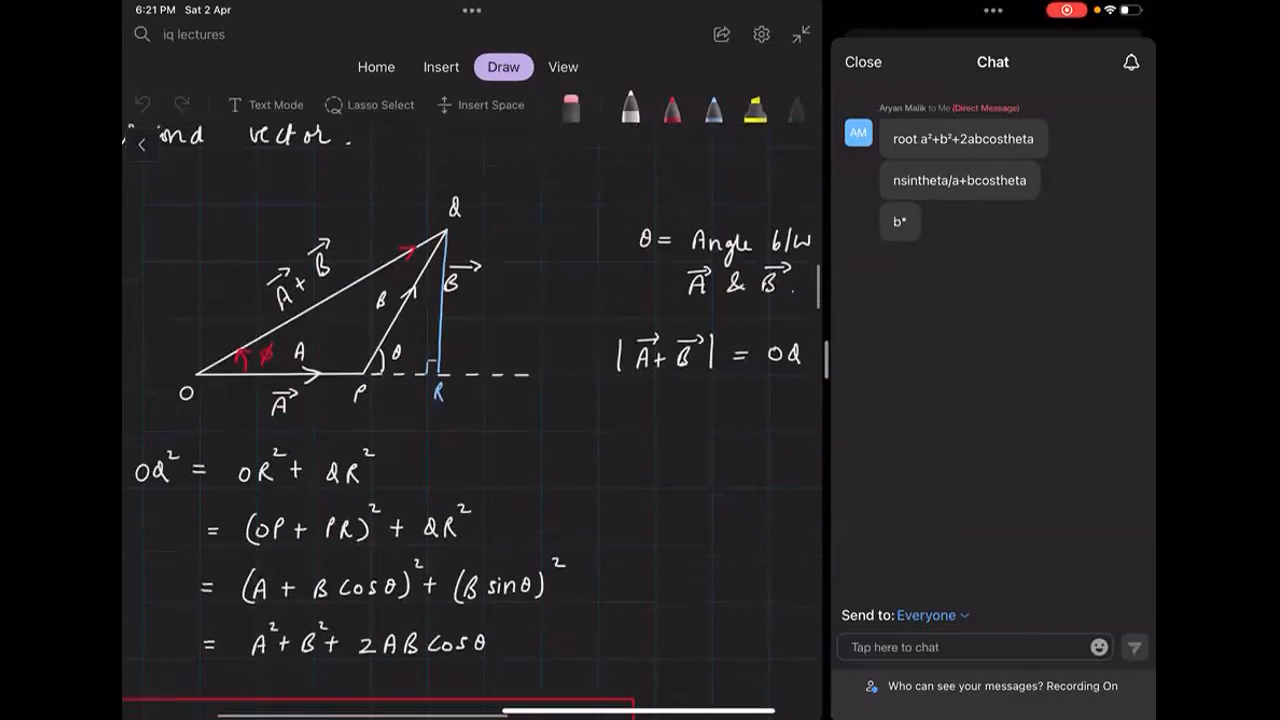 6:21 PM Sat 2 Apr
iq lectures
Home Insert Draw View
Text Mode Lasso Select Insert Space
vector.
Q
A + B
B
B
φ
A
θ
O
A
P
R
θ = Angle b/w
A & B.
|A + B| = OQ
OQ² = OR² + QR²
= (OP + PR)² + QR²
= (A + B cosθ)² + (B sinθ)²
= A² + B² + 2AB cosθ
Close Chat
Aryan Malik to Me (Direct Message)
AM
root a²+b²+2abcostheta
nsintheta/a+bcostheta
b*
Send to: Everyone
Tap here to chat
Who can see your messages? Recording On